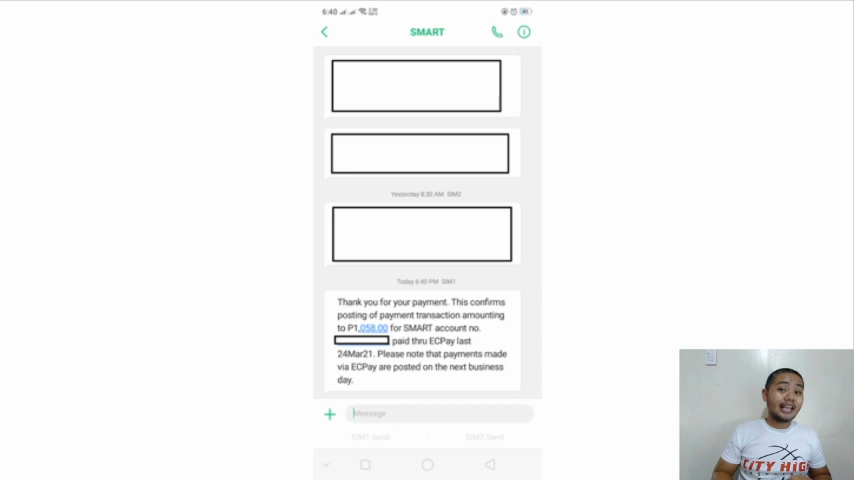 6:40
SMART
Yesterday 8:30 AM SIM2
Today 6:40 PM SIM1
Thank you for your payment. This confirms
posting of payment transaction amounting
to P1,058.00 for SMART account no.
paid thru ECPay last
24Mar21. Please note that payments made
via ECPay are posted on the next business
day.
Message
SIM1 Send
SIM2 Send
CITY HIG